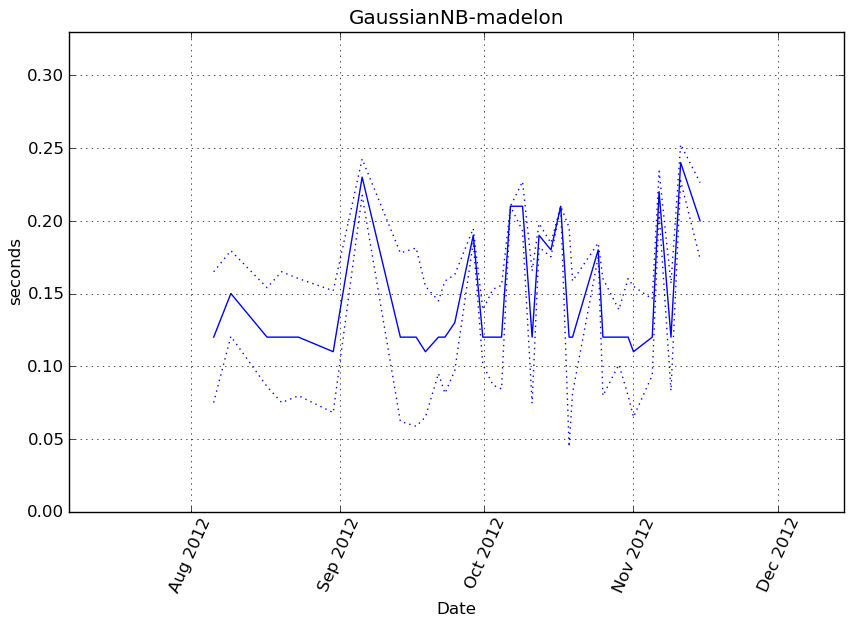 GaussianNB-madelon
0.30
0.25
0.20
0.15
0.10
0.05
0.00
seconds
Aug 2012
Sep 2012
Oct 2012
Nov 2012
Dec 2012
Date